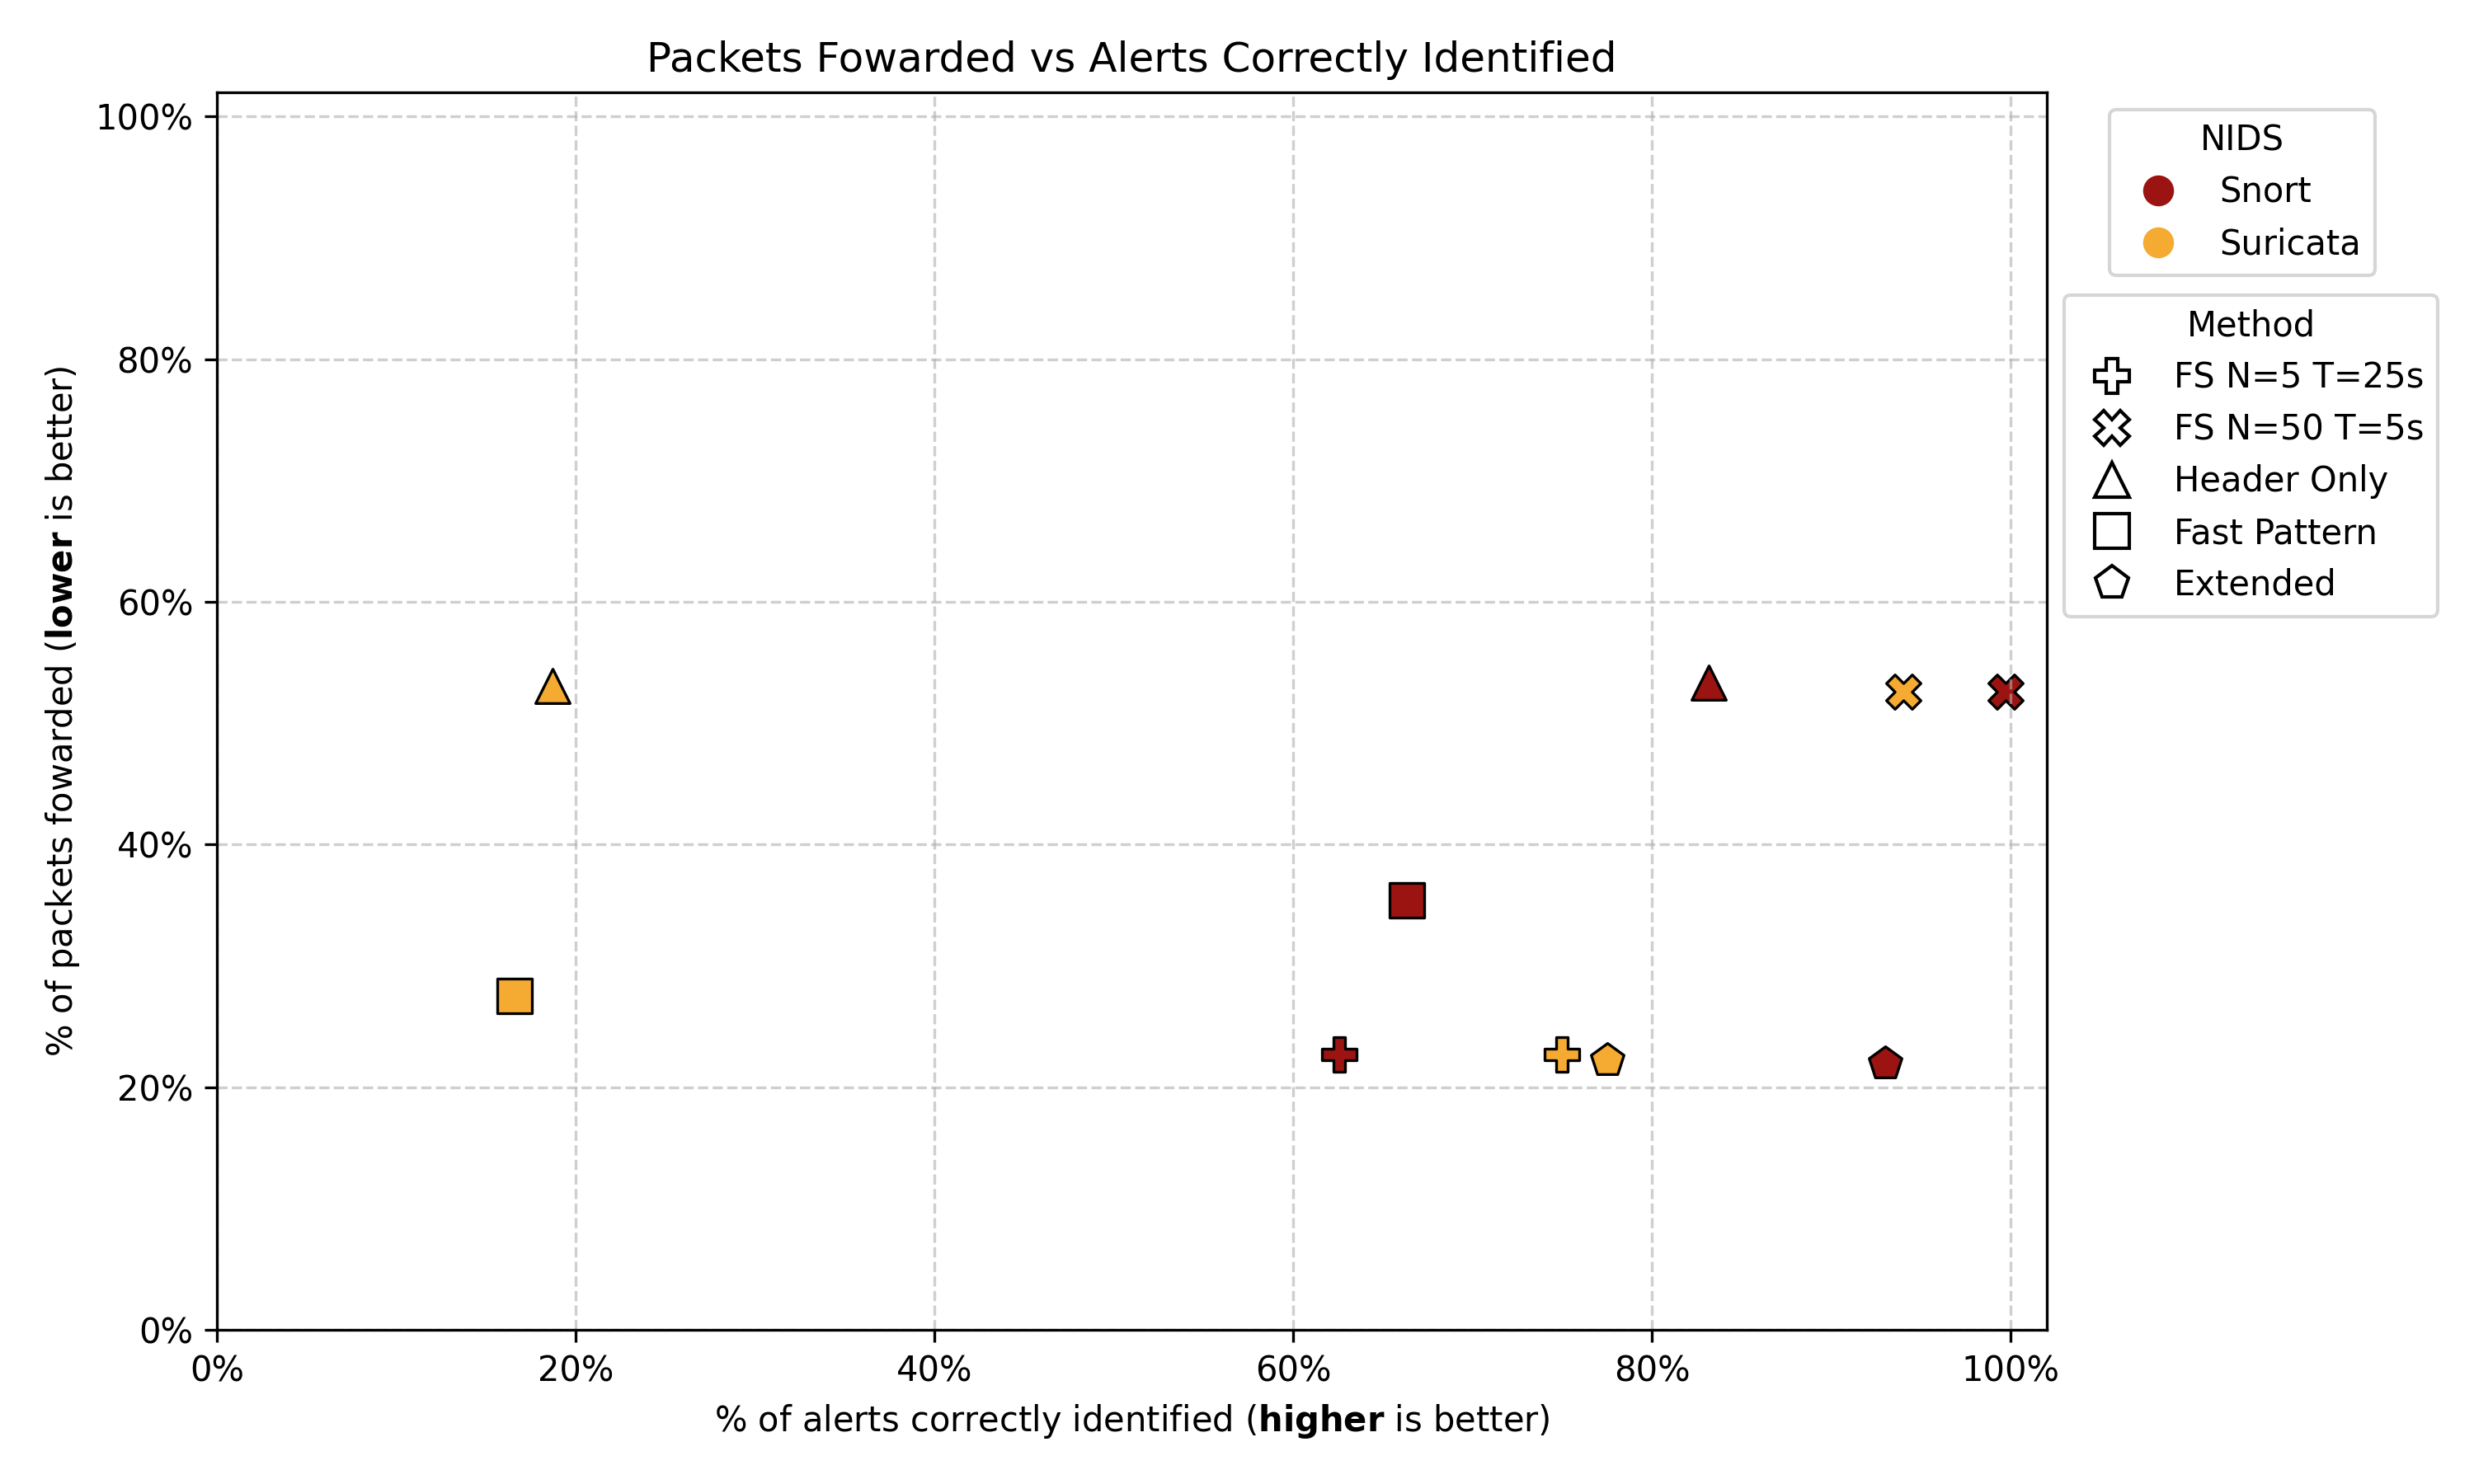 Packets Fowarded vs Alerts Correctly Identified
100%
80%
60%
40%
20%
0%
% of packets fowarded (lower is better)
0% 20% 40% 60% 80% 100%
% of alerts correctly identified (higher is better)
NIDS
Snort
Suricata
Method
FS N=5 T=25s
FS N=50 T=5s
Header Only
Fast Pattern
Extended